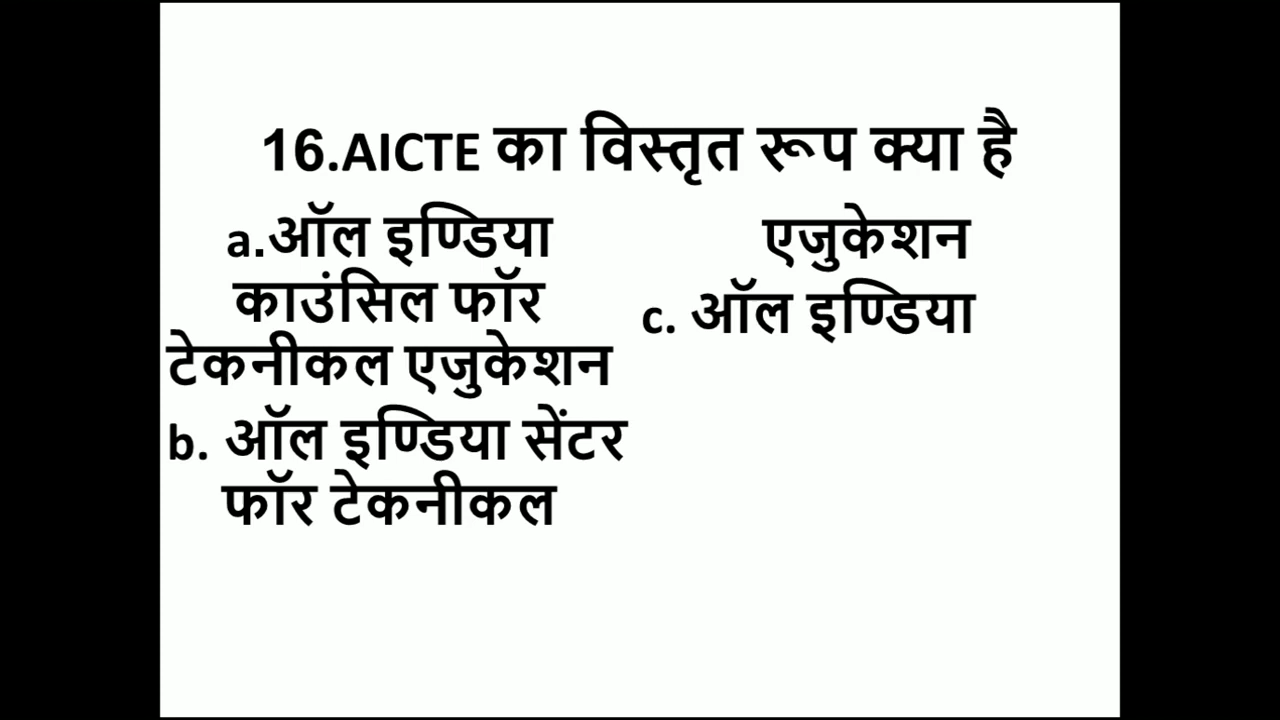 16.AICTE का विस्तृत रूप क्या है
a.ऑल इण्डिया
काउंसिल फॉर
टेकनीकल एजुकेशन
b. ऑल इण्डिया सेंटर
फॉर टेकनीकल
एजुकेशन
c. ऑल इण्डिया